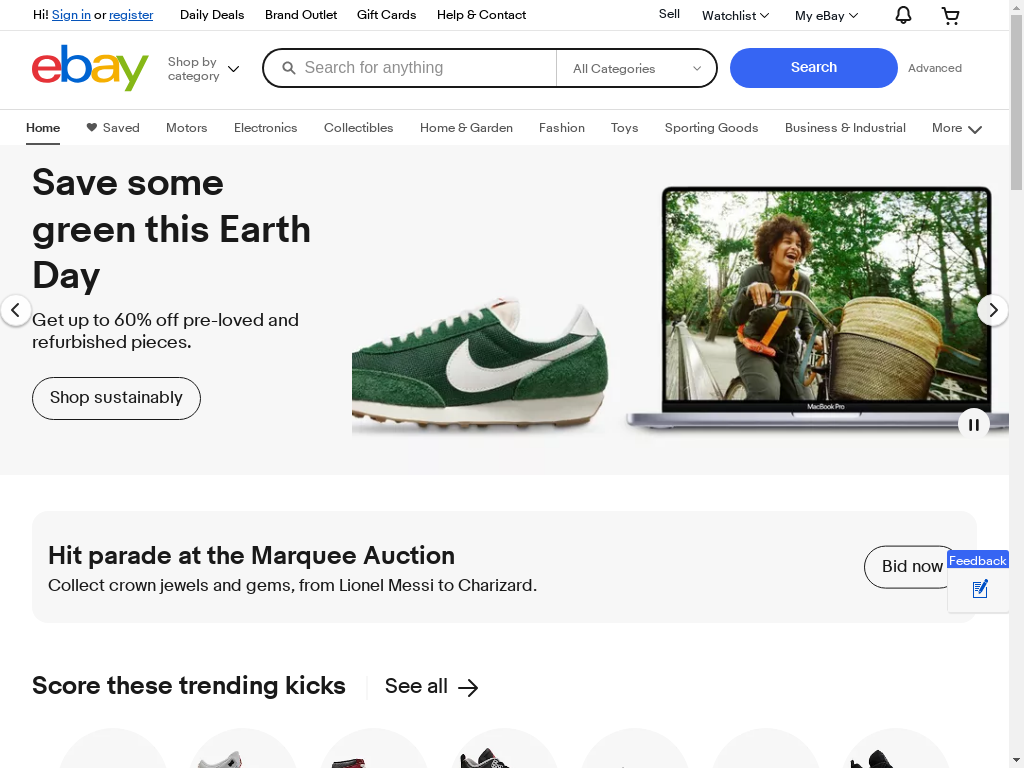 Hi! Sign in or register Daily Deals Brand Outlet Gift Cards Help & Contact Sell Watchlist My eBay
ebay
Shop by
category
Search for anything All Categories Search Advanced
Home Saved Motors Electronics Collectibles Home & Garden Fashion Toys Sporting Goods Business & Industrial More
Save some
green this Earth
Day
Get up to 60% off pre-loved and
refurbished pieces.
Shop sustainably
MacBook Pro
Hit parade at the Marquee Auction
Collect crown jewels and gems, from Lionel Messi to Charizard.
Bid now
Feedback
Score these trending kicks See all